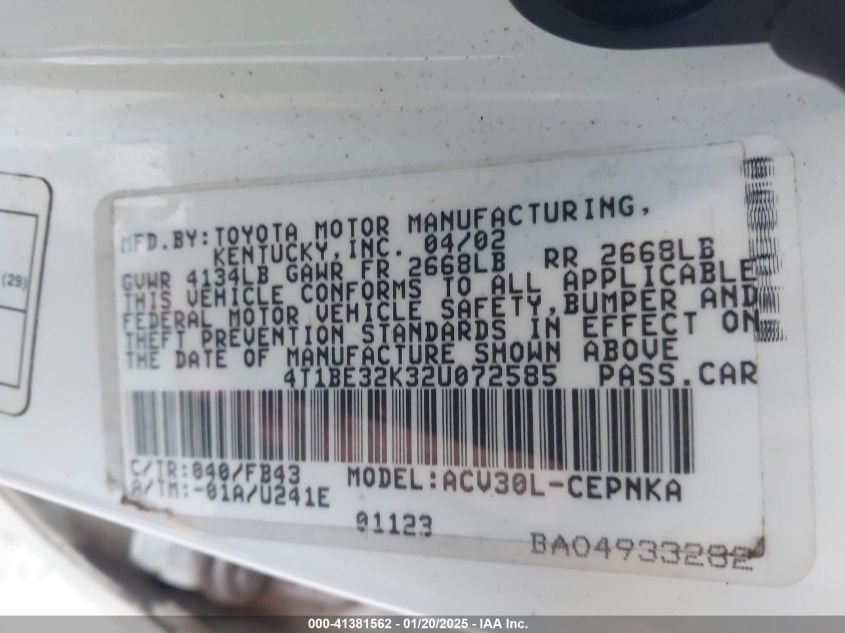 (29)
MFD.BY:TOYOTA MOTOR MANUFACTURING,
KENTUCKY,INC. 04/02
GVWR 4134LB GAWR FR 2668LB RR 2668LB
THIS VEHICLE CONFORMS TO ALL APPLICABLE
FEDERAL MOTOR VEHICLE SAFETY,BUMPER AND
THEFT PREVENTION STANDARDS IN EFFECT ON
THE DATE OF MANUFACTURE SHOWN ABOVE
4T1BE32K32U072585 PASS.CAR
C/TR:040/FB43 MODEL:ACV30L-CEPNKA
A/TM:-01A/U241E
01123
BA04933282
000-41381562 — 01/20/2025 — IAA Inc.